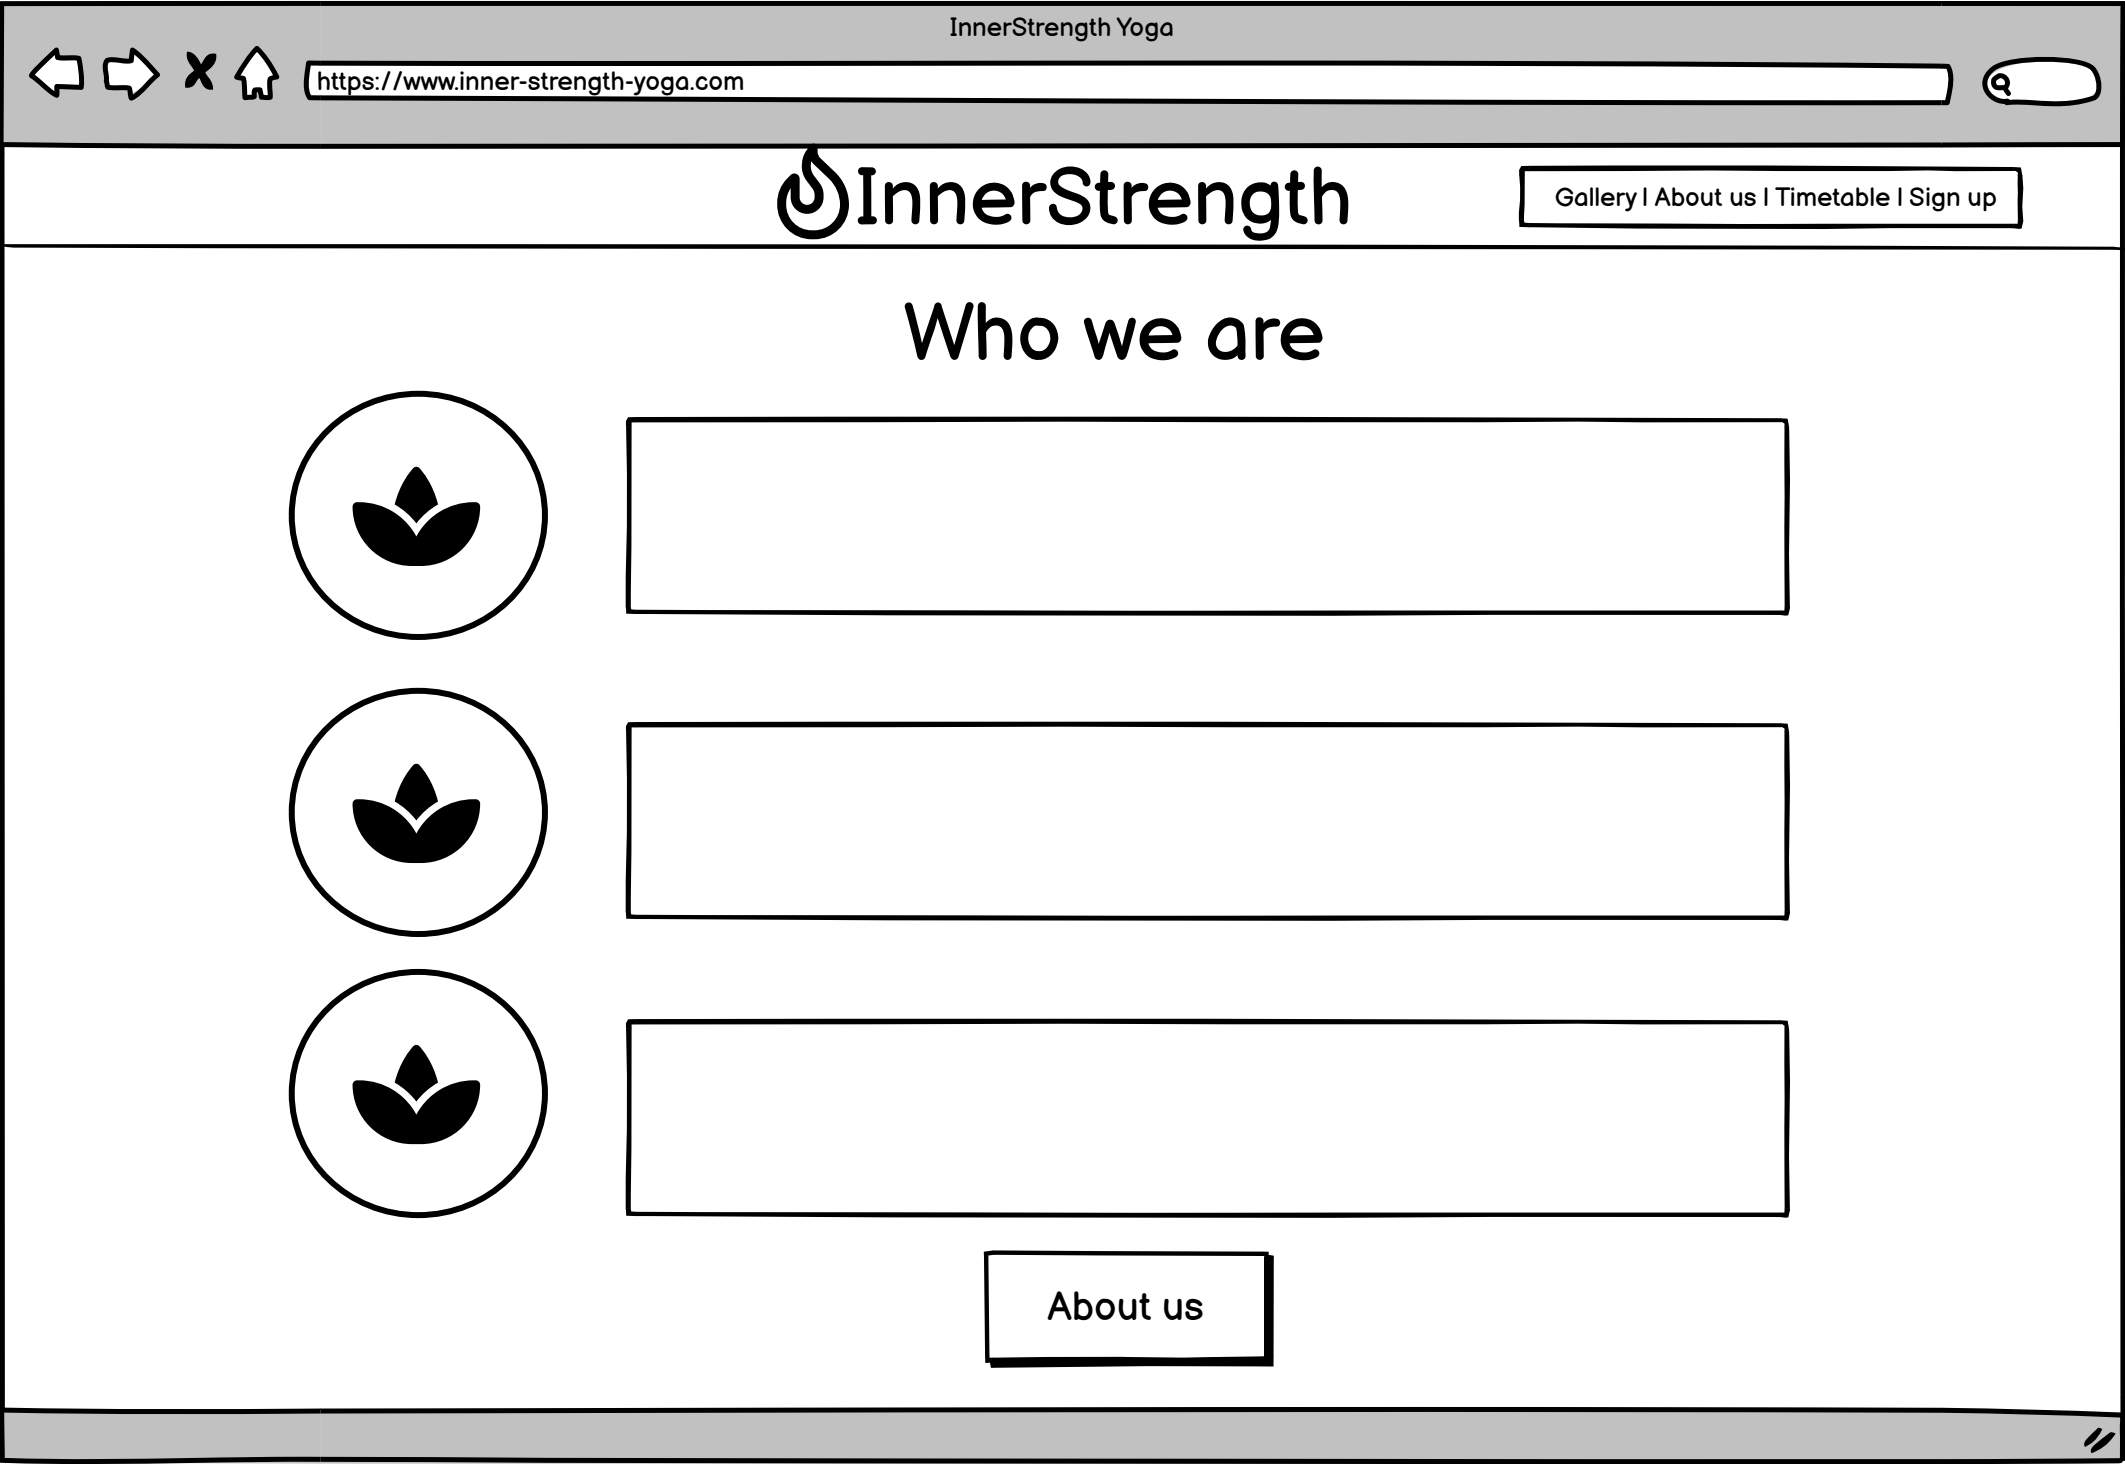 InnerStrength Yoga
https://www.inner-strength-yoga.com
InnerStrength
Gallery | About us | Timetable | Sign up
Who we are
About us